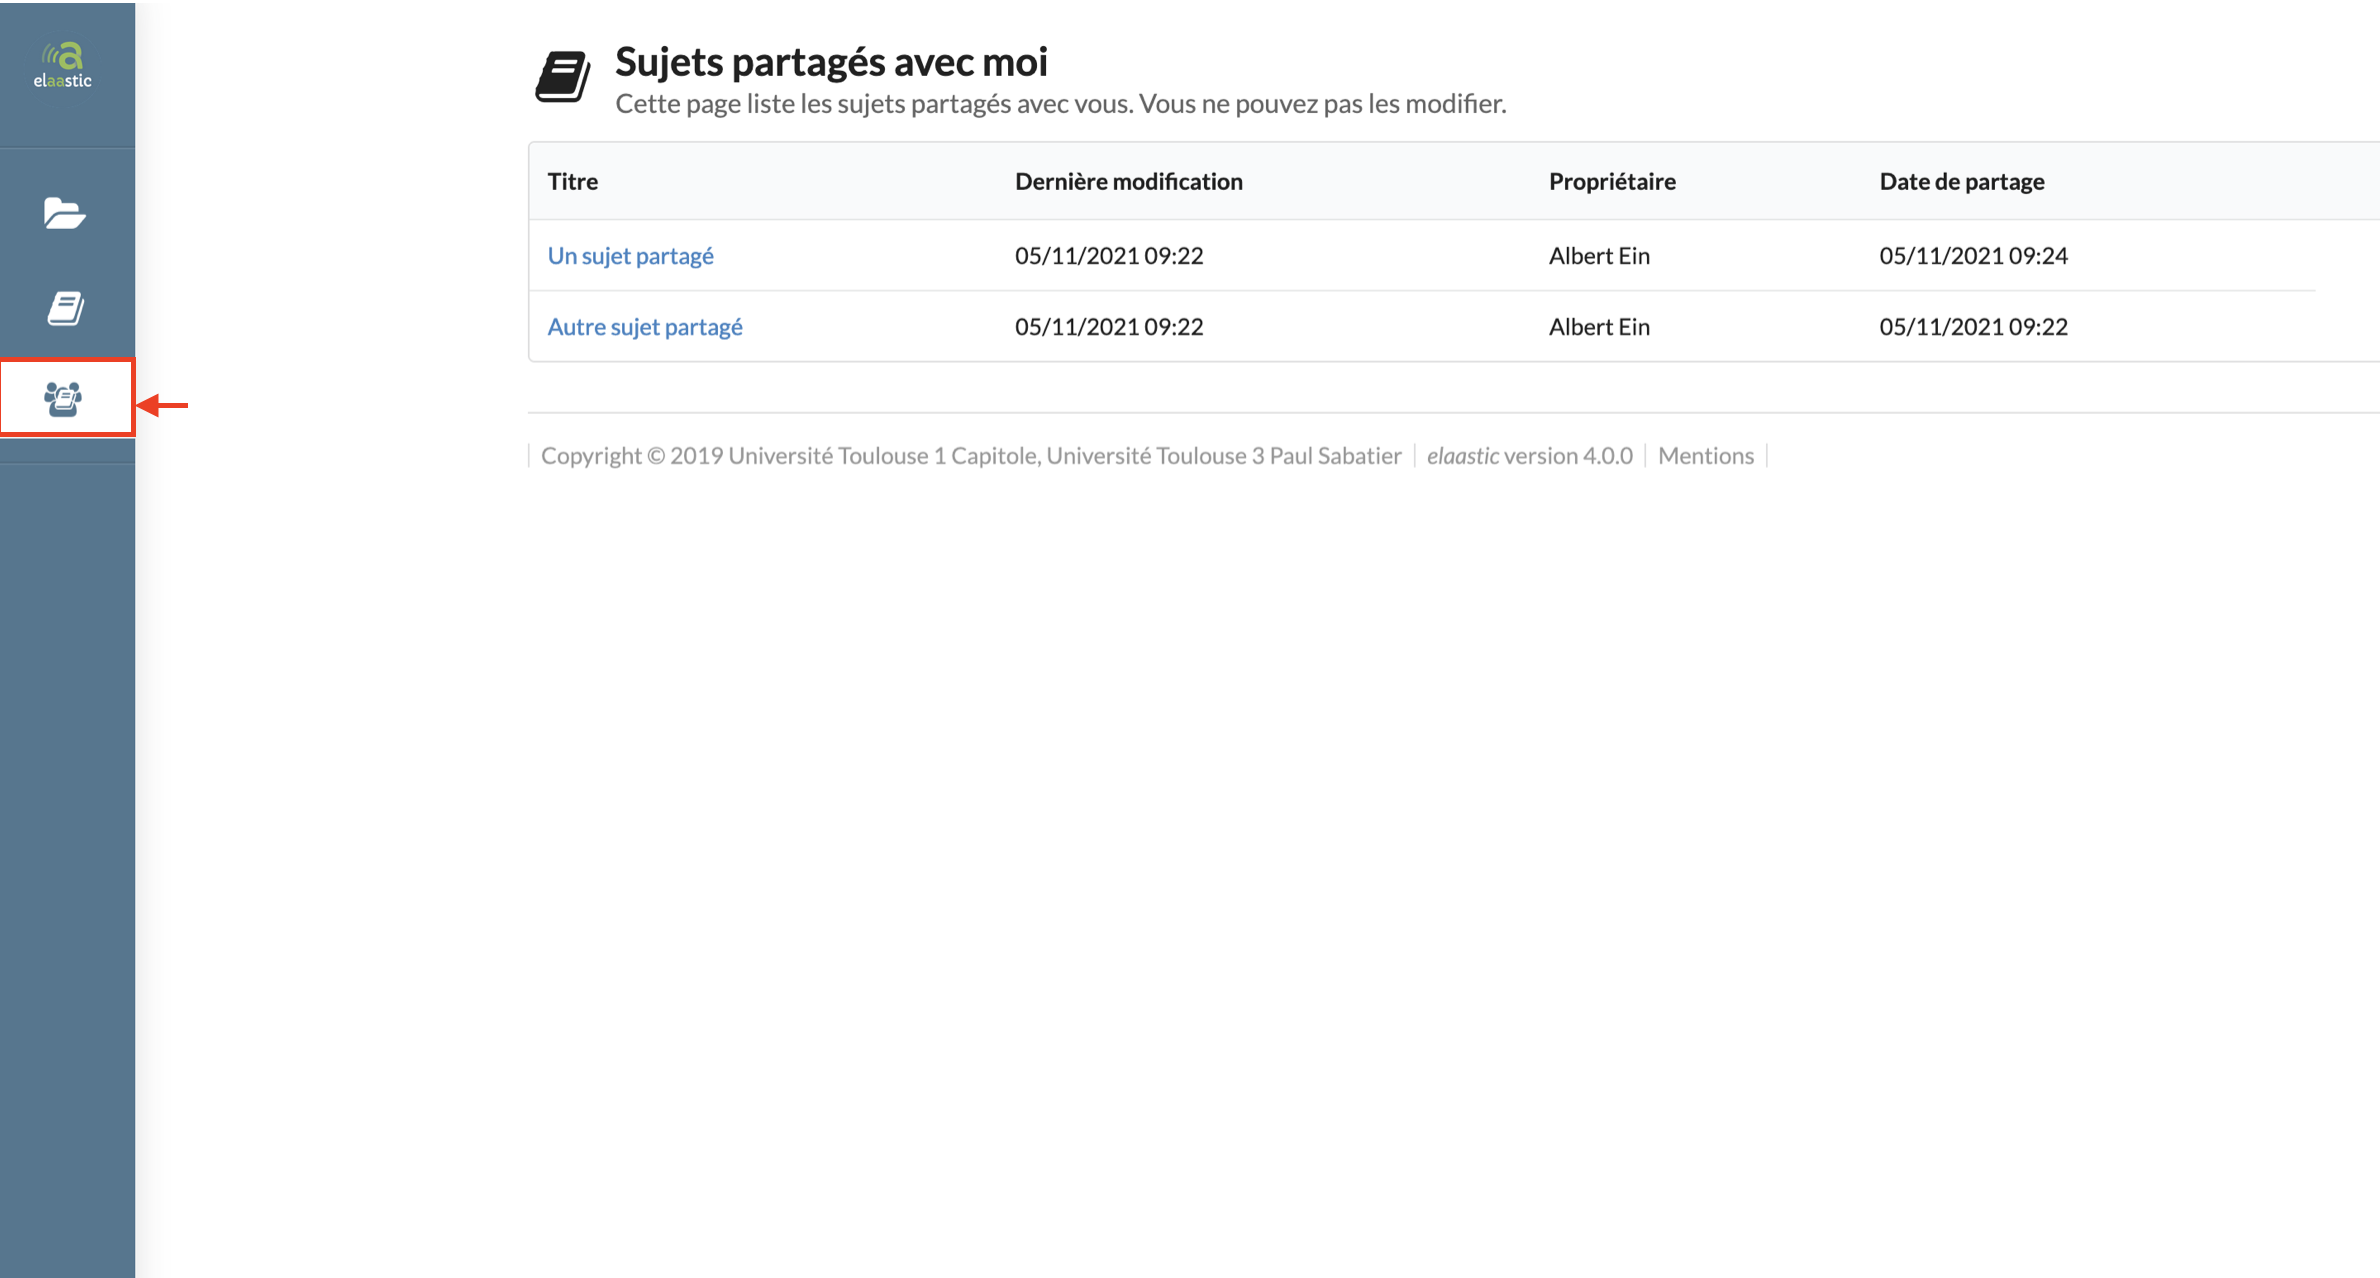 elaastic
Sujets partagés avec moi
Cette page liste les sujets partagés avec vous. Vous ne pouvez pas les modifier.
Titre Dernière modification Propriétaire Date de partage
Un sujet partagé 05/11/2021 09:22 Albert Ein 05/11/2021 09:24
Autre sujet partagé 05/11/2021 09:22 Albert Ein 05/11/2021 09:22
Copyright © 2019 Université Toulouse 1 Capitole, Université Toulouse 3 Paul Sabatier elaastic version 4.0.0 Mentions